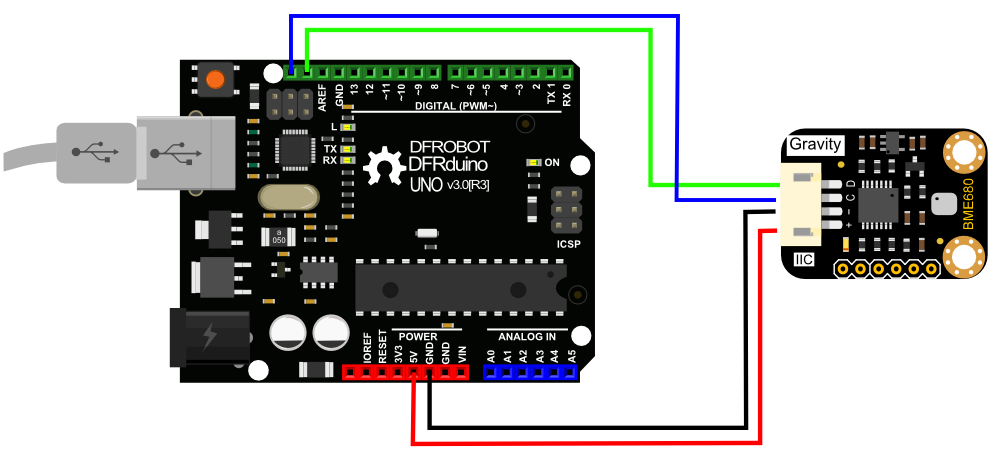 AREF
GND
13
12
~11
~10
~9
8
7
~6
~5
4
~3
2
TX 1
RX 0
DIGITAL (PWM~)
L
TX
RX
DFROBOT
DFRduino
UNO v3.0[R3]
ON
ICSP
a
050
POWER
ANALOG IN
IOREF
RESET
3V3
5V
GND
GND
VIN
A0
A1
A2
A3
A4
A5
Gravity
D
C
-
+
IIC
BME680